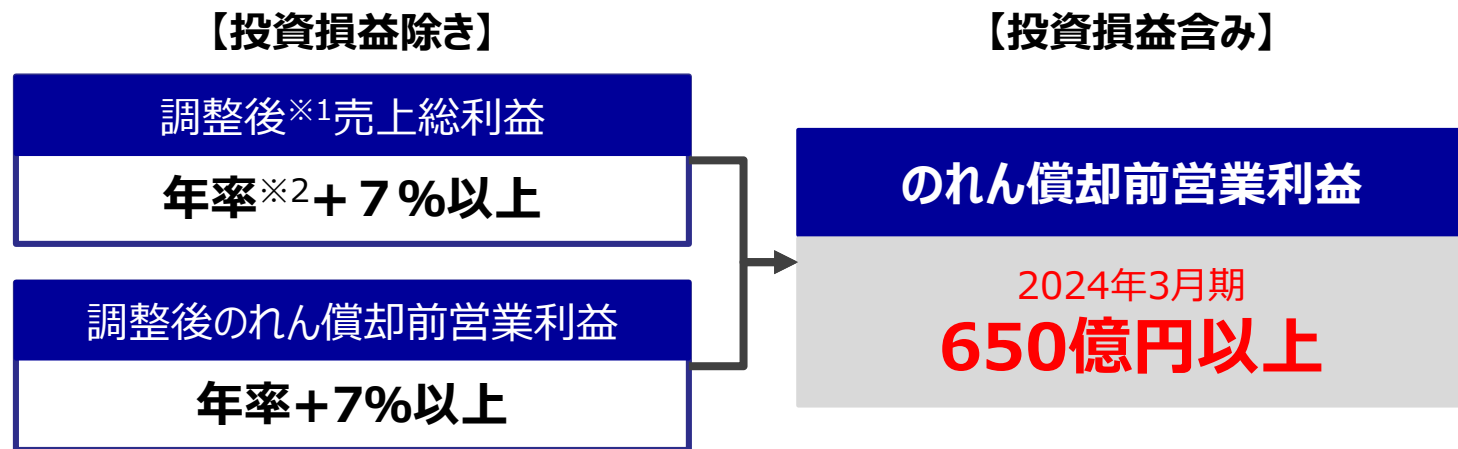 【投資損益除き】
調整後※1売上総利益
年率※2+７%以上
調整後のれん償却前営業利益
年率+7%以上
【投資損益含み】
のれん償却前営業利益
2024年3月期
650億円以上